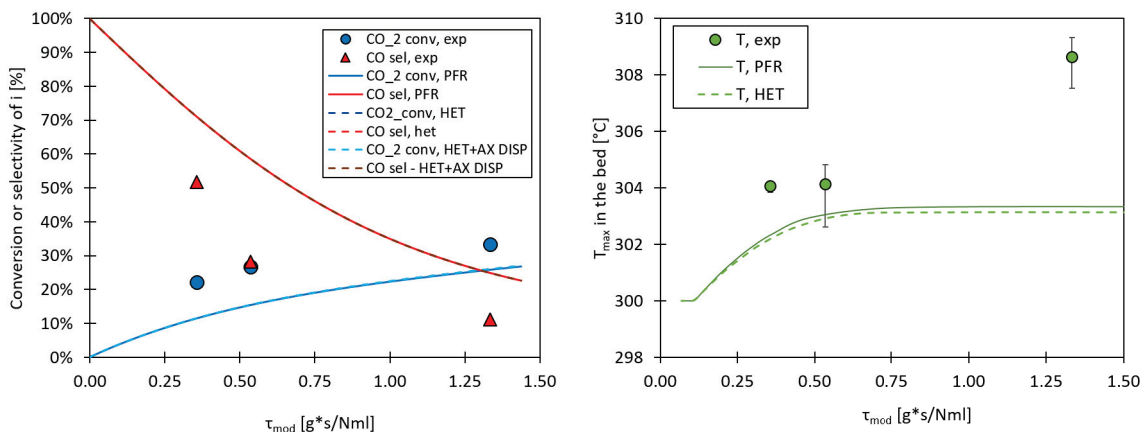 Conversion or selectivity of i [%]
100%
90%
80%
70%
60%
50%
40%
30%
20%
10%
0%
0.00 0.25 0.50 0.75 1.00 1.25 1.50
τmod [g*s/Nml]
CO_2 conv, exp
CO sel, exp
CO_2 conv, PFR
CO sel, PFR
CO2_conv, HET
CO sel, het
CO_2 conv, HET+AX DISP
CO sel - HET+AX DISP
Tmax in the bed [°C]
310
308
306
304
302
300
298
0.00 0.25 0.50 0.75 1.00 1.25 1.50
τmod [g*s/Nml]
T, exp
T, PFR
T, HET